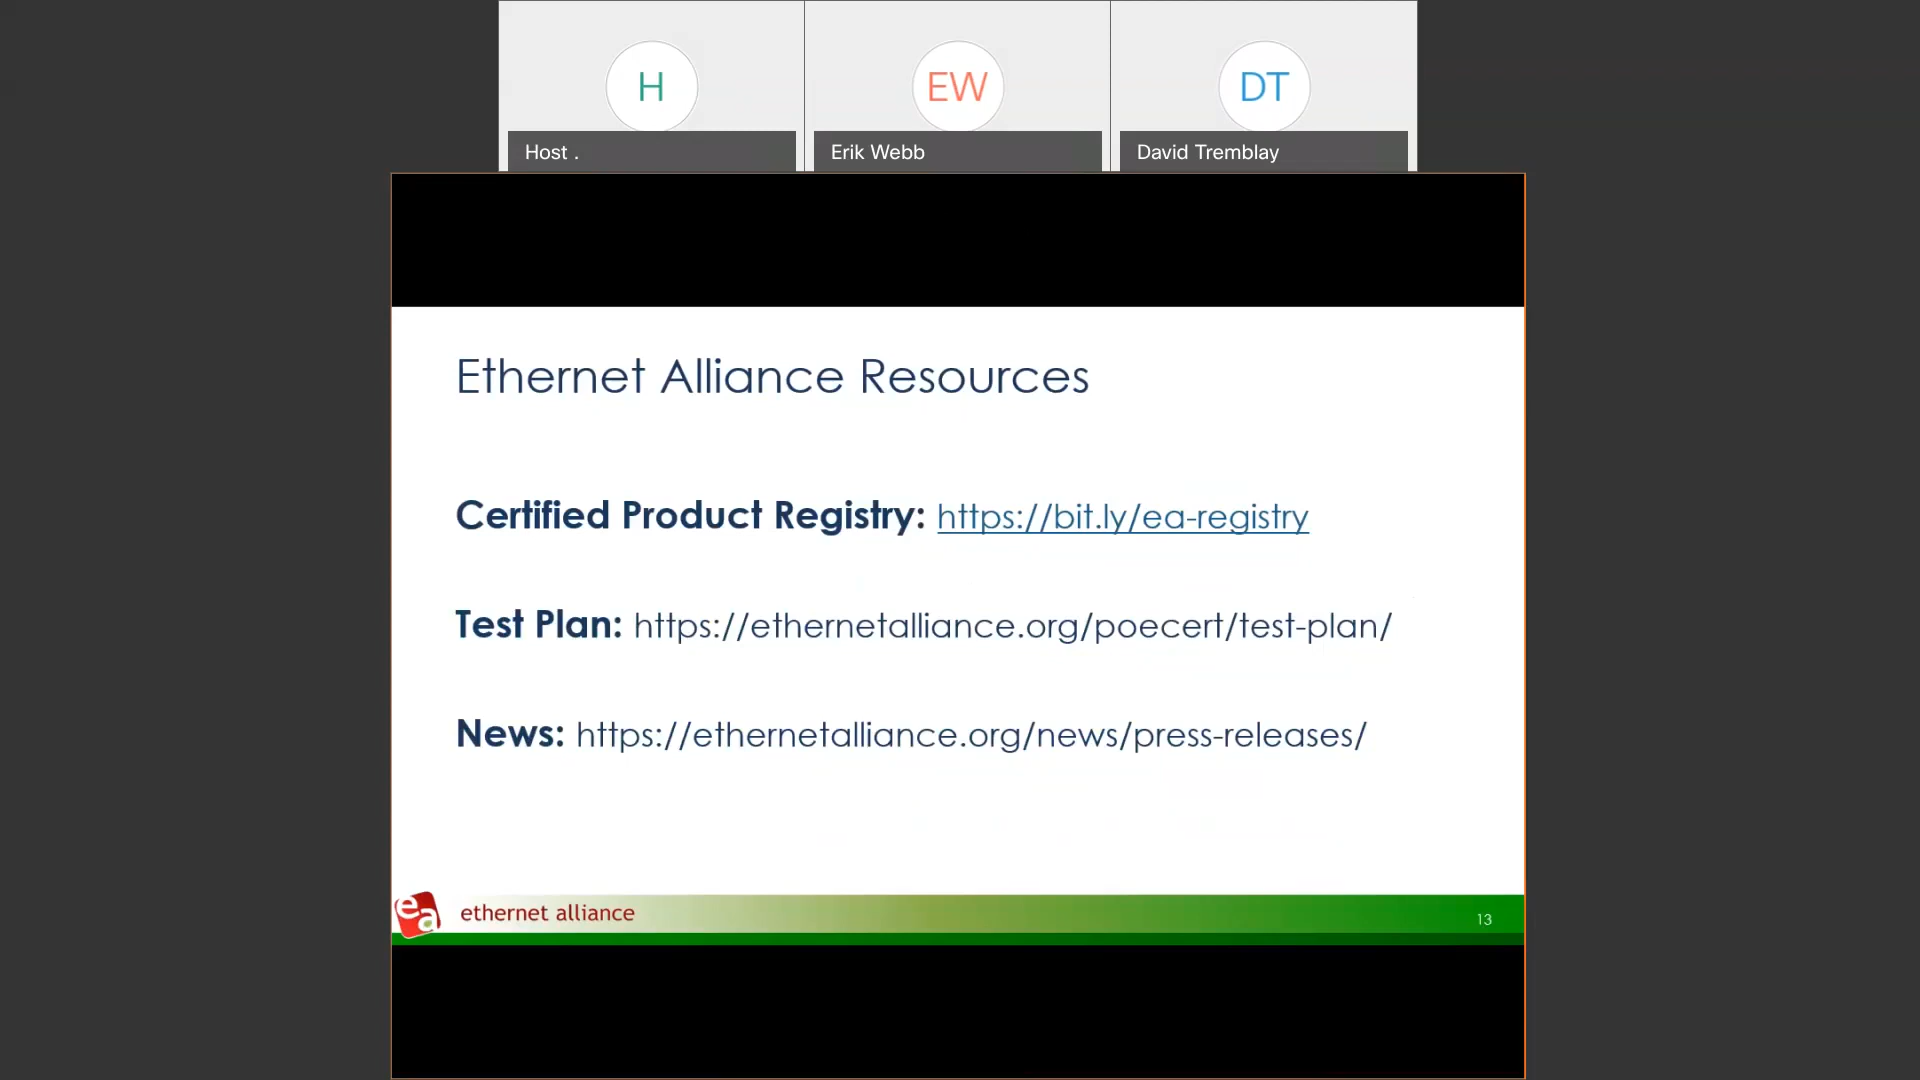 H
EW
DT
Host .
Erik Webb
David Tremblay
Ethernet Alliance Resources
Certified Product Registry: https://bit.ly/ea-registry
Test Plan: https://ethernetalliance.org/poecert/test-plan/
News: https://ethernetalliance.org/news/press-releases/
ea ethernet alliance
13